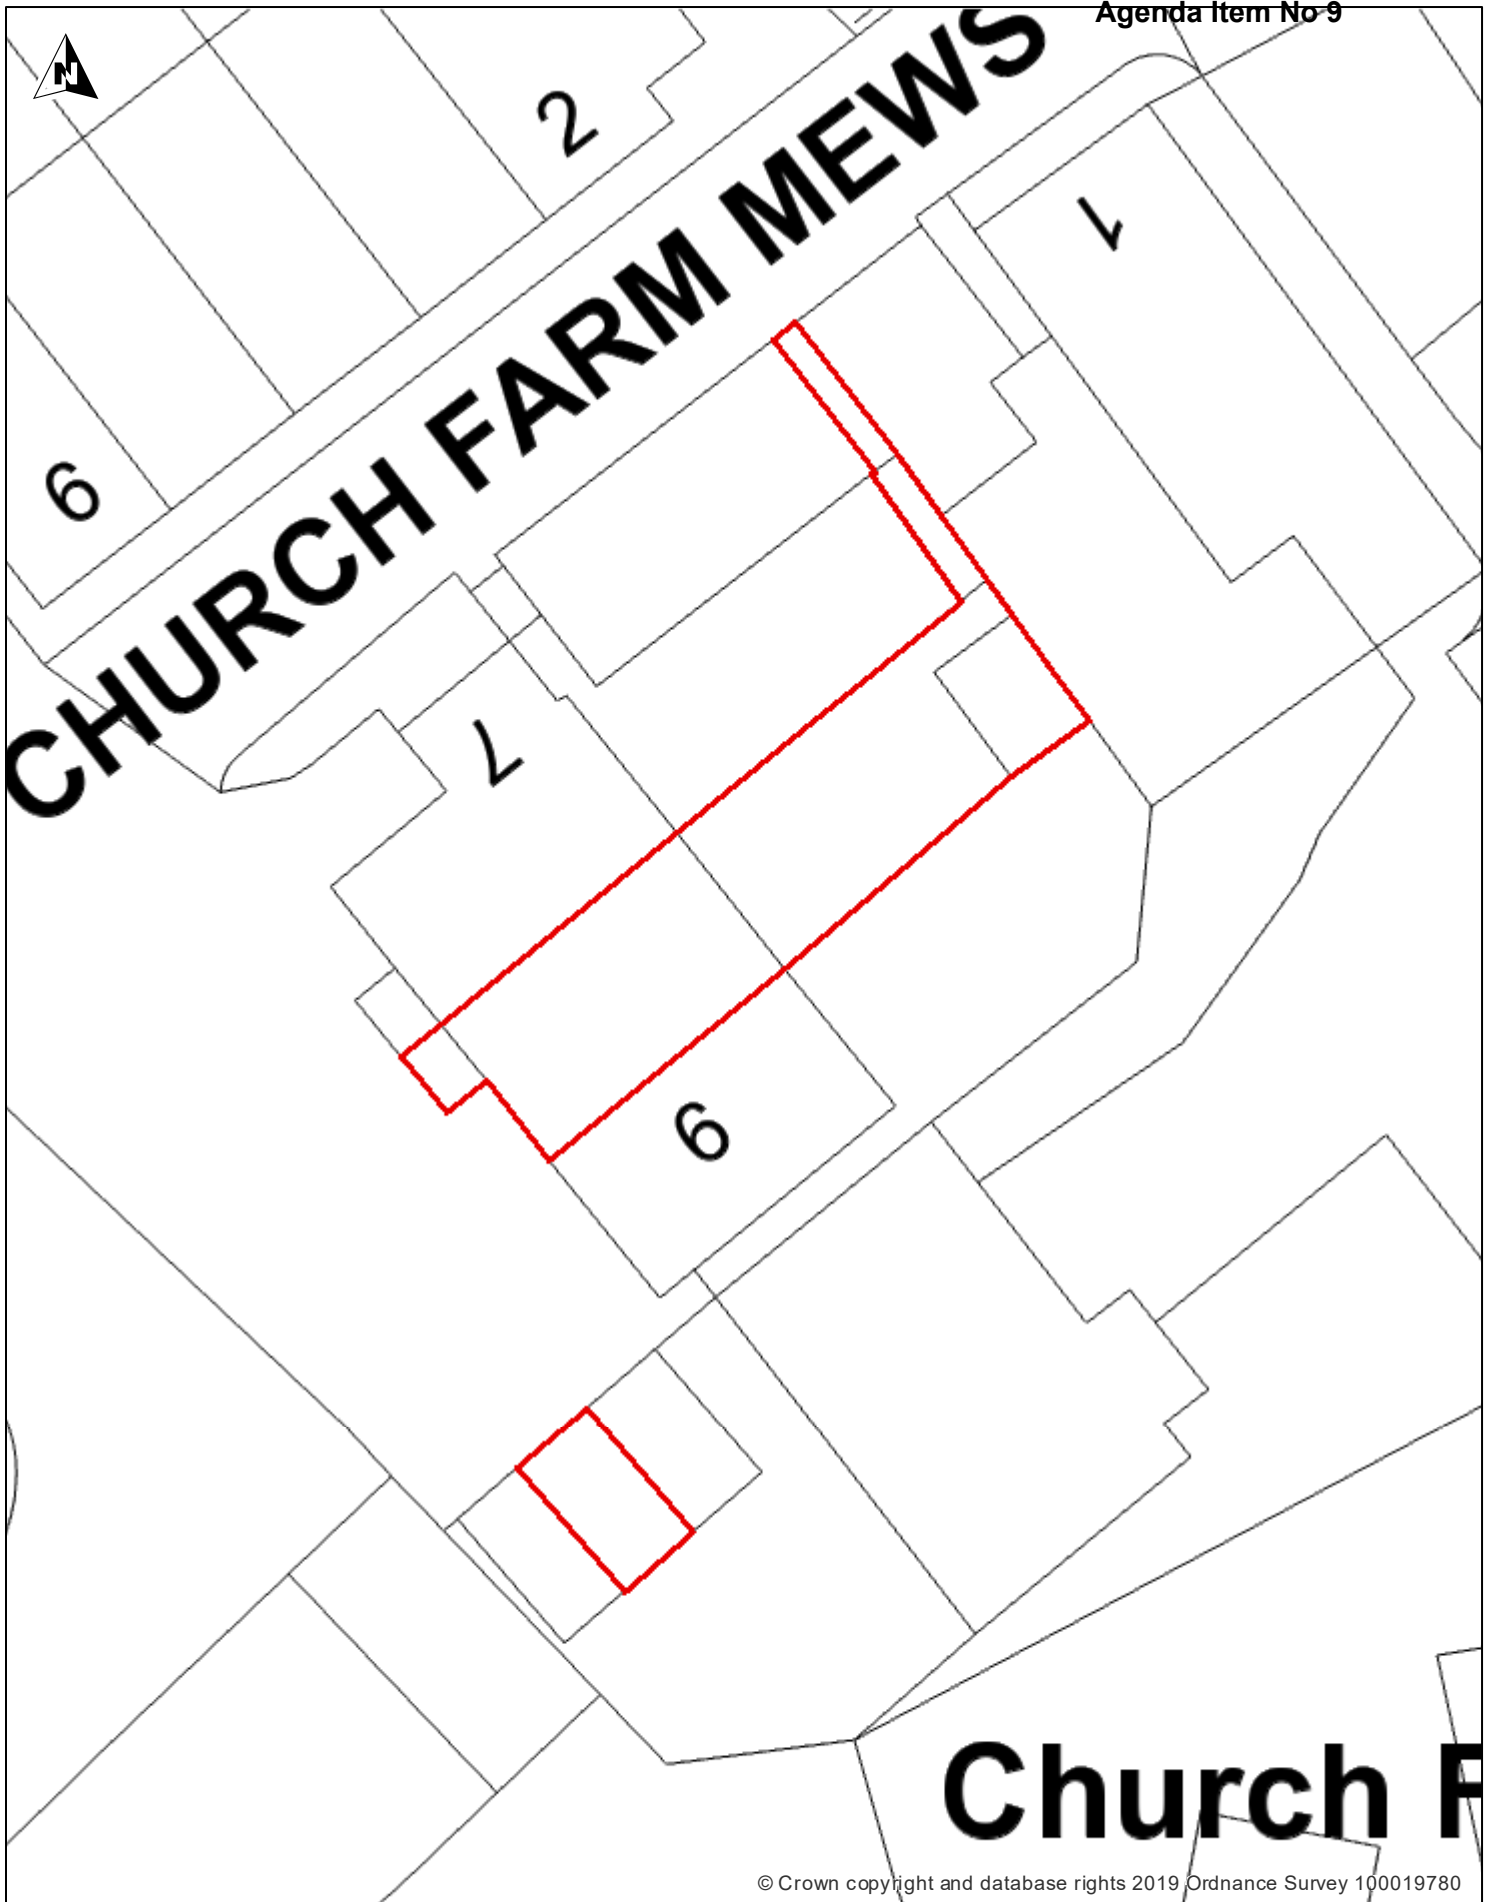 Agenda Item No 9
N
2
CHURCH FARM MEWS
1
6
7
9
Church F
© Crown copyright and database rights 2019 Ordnance Survey 100019780